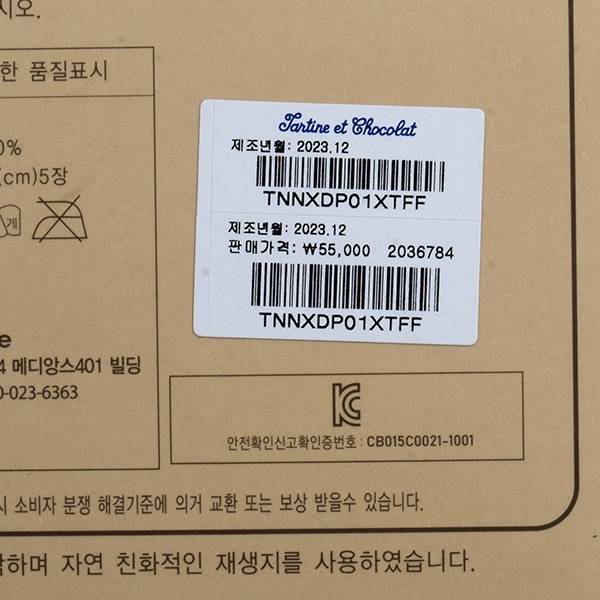 시오.
한 품질표시
0%
(cm)5장
Tartine et Chocolat
제조년월: 2023.12
TNNXDP01XTFF
제조년월: 2023.12
판매가격: ₩55,000 2036784
TNNXDP01XTFF
e
4 메디앙스401 빌딩
0-023-6363
안전확인신고확인증번호 : CB015C0021-1001
시 소비자 분쟁 해결기준에 의거 교환 또는 보상 받을수 있습니다.
하며 자연 친화적인 재생지를 사용하였습니다.